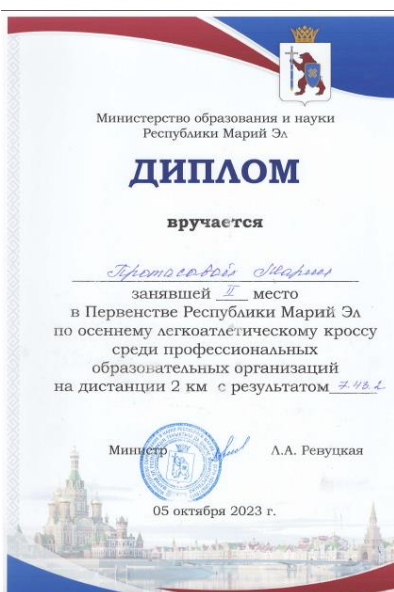 Министерство образования и науки
Республики Марий Эл
ДИПЛОМ
вручается
Протасовой Марии
занявшей II место
в Первенстве Республики Марий Эл
по осеннему легкоатлетическому кроссу
среди профессиональных
образовательных организаций
на дистанции 2 км с результатом 7.43.2
Министр Л.А. Ревуцкая
05 октября 2023 г.